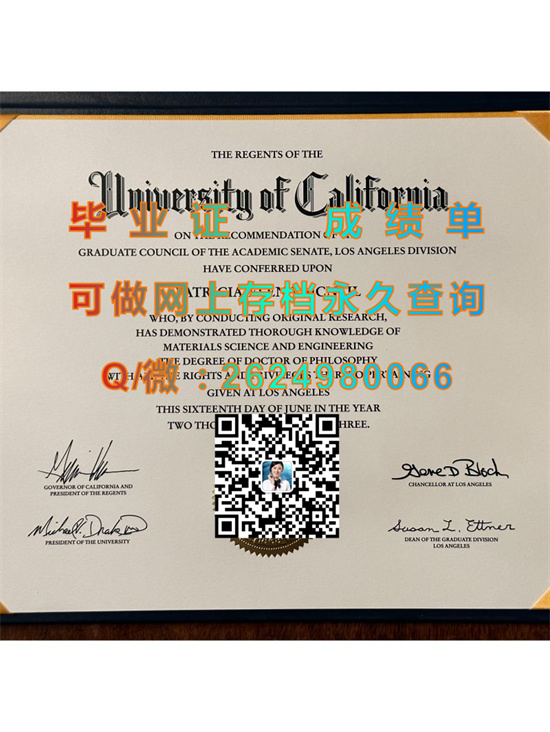 THE REGENTS OF THE
University of California
毕业证 成绩单
ON THE RECOMMENDATION OF
GRADUATE COUNCIL OF THE ACADEMIC SENATE, LOS ANGELES DIVISION
HAVE CONFERRED UPON
可做网上存档永久查询
WHO, BY CONDUCTING ORIGINAL RESEARCH,
HAS DEMONSTRATED THOROUGH KNOWLEDGE OF
MATERIALS SCIENCE AND ENGINEERING
THE DEGREE OF DOCTOR OF PHILOSOPHY
Q/微:2624980066
GIVEN AT LOS ANGELES
THIS SIXTEENTH DAY OF JUNE IN THE YEAR
GOVERNOR OF CALIFORNIA AND
PRESIDENT OF THE REGENTS
Gene D Block
CHANCELLOR AT LOS ANGELES
Michael V. Drake
PRESIDENT OF THE UNIVERSITY
Susan L. Ettner
DEAN OF THE GRADUATE DIVISION
LOS ANGELES